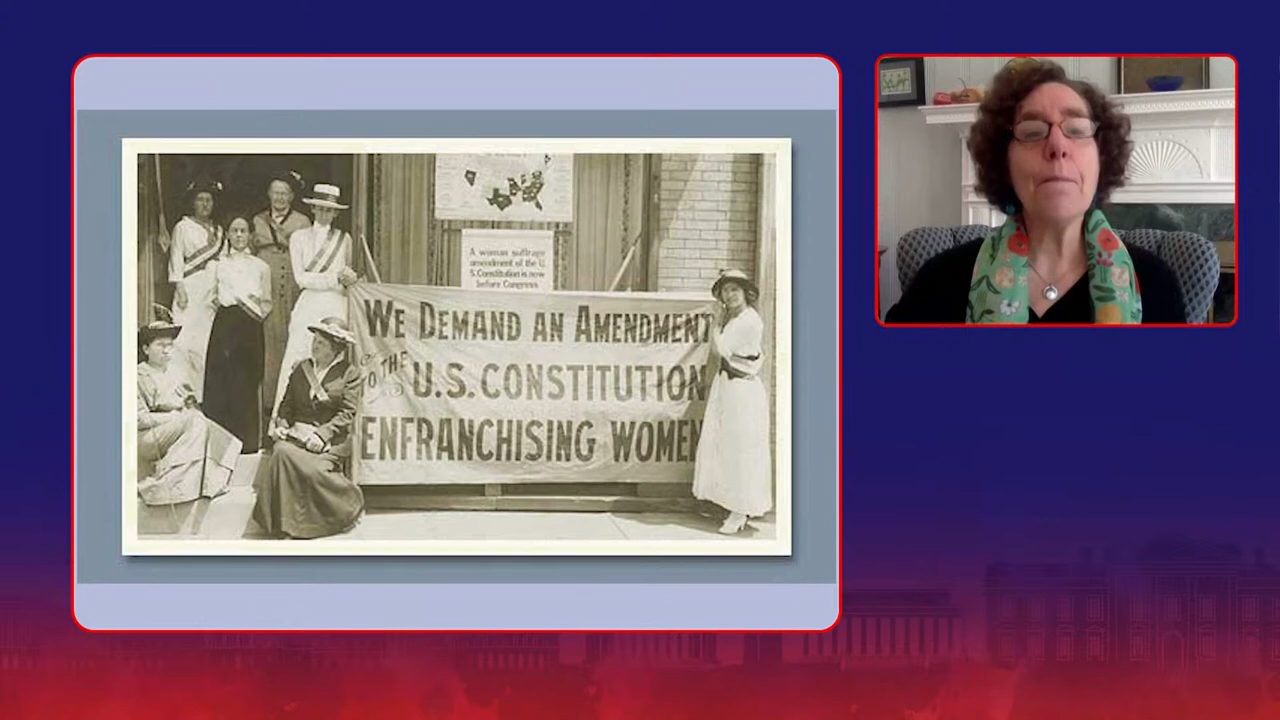 A woman suffrage
amendment of the U.
S. Constitution is now
before Congress
WE DEMAND AN AMENDMENT
TO THE U.S. CONSTITUTION
ENFRANCHISING WOMEN